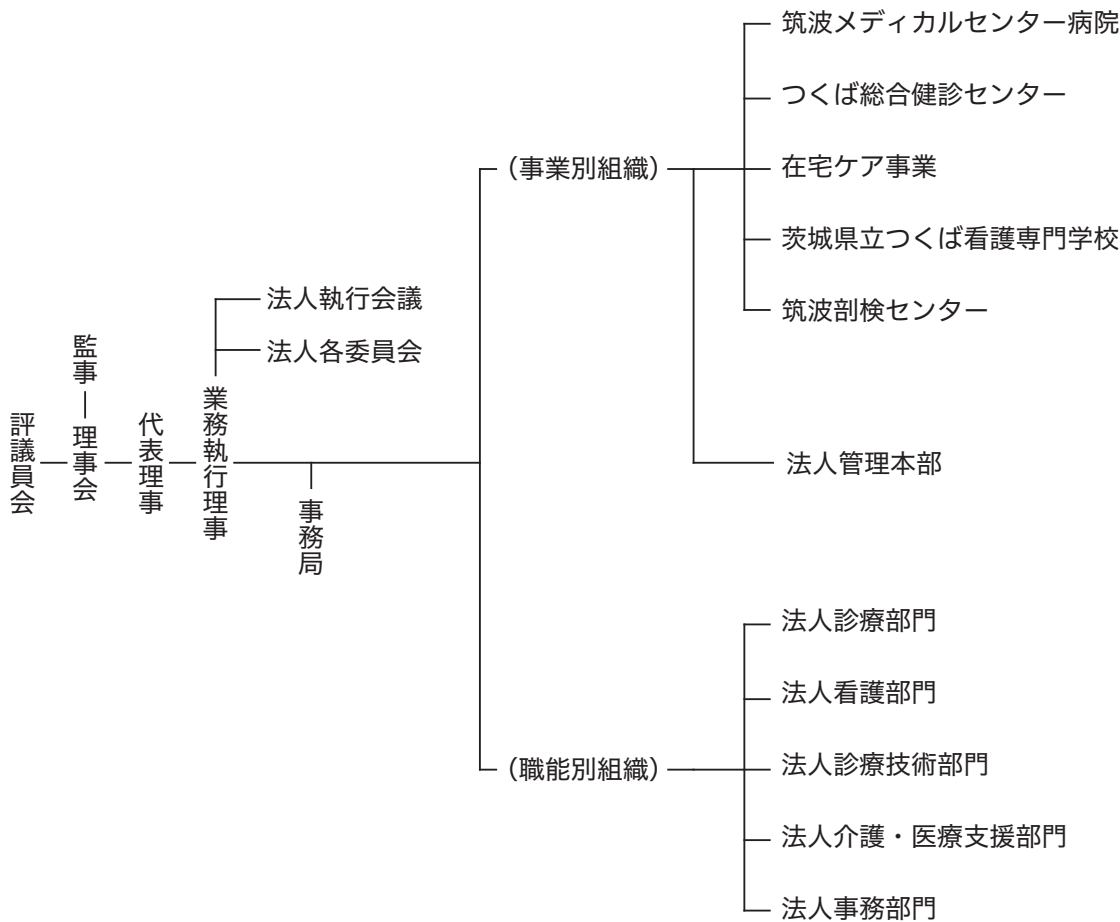 評議員会
監事
理事会
代表理事
業務執行理事
法人執行会議
法人各委員会
事務局
（事業別組織）
筑波メディカルセンター病院
つくば総合健診センター
在宅ケア事業
茨城県立つくば看護専門学校
筑波剖検センター
法人管理本部
（職能別組織）
法人診療部門
法人看護部門
法人診療技術部門
法人介護・医療支援部門
法人事務部門